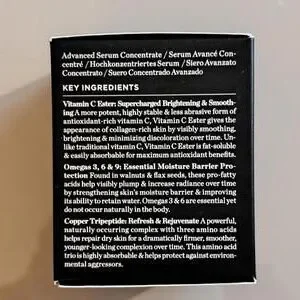 Advanced Serum Concentrate / Serum Avancé Con-
centré / Hochkonzentriertes Serum / Siero Avanzato
Concentrato / Suero Concentrado Avanzado
KEY INGREDIENTS
Vitamin C Ester: Supercharged Brightening & Smooth-
ing A more potent, highly stable & less abrasive form of
antioxidant-rich vitamin C, Vitamin C Ester gives the
appearance of collagen-rich skin by visibly smoothing,
brightening & minimizing discoloration over time. Un-
like traditional vitamin C, Vitamin C Ester is fat-soluble
& easily absorbable for maximum antioxidant benefits.
Omegas 3, 6 & 9: Essential Moisture Barrier Pro-
tection Found in walnuts & flax seeds, these pro-fatty
acids help visibly plump & increase radiance over time
by strengthening skin's moisture barrier & improving
its ability to retain water. Omegas 3 & 6 are essential yet
do not occur naturally in the body.
Copper Tripeptide: Refresh & Rejuvenate A powerful,
naturally occurring complex with three amino acids
helps repair dry skin for a dramatically firmer, smoother,
younger-looking complexion over time. This amino acid
trio is highly absorbable & helps protect against environ-
mental aggressors.